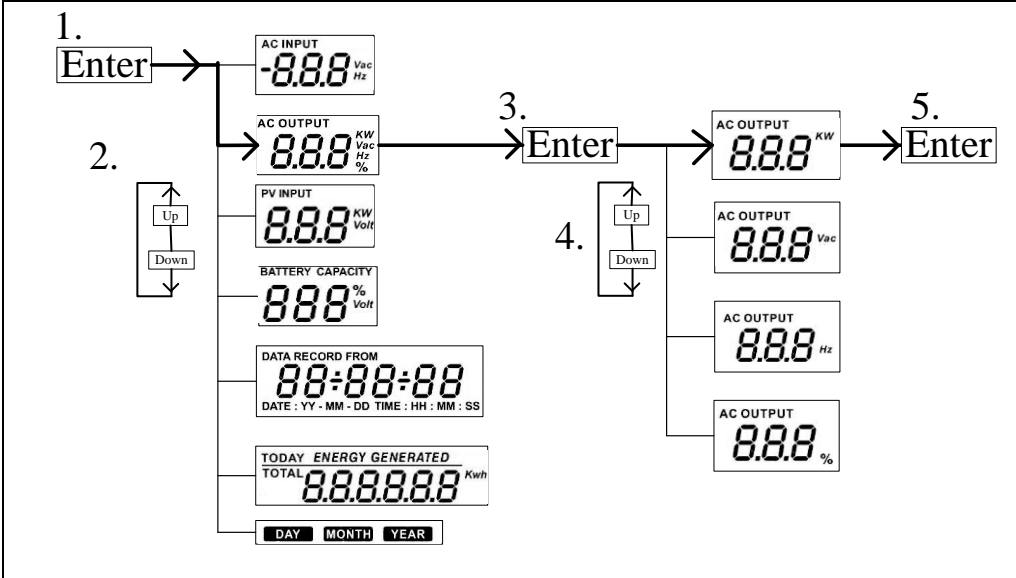 1.
Enter
AC INPUT
-8.8.8 Vac
Hz
AC OUTPUT
8.8.8 KW
Vac
Hz
%
2.
Up
Down
PV INPUT
8.8.8 KW
Volt
BATTERY CAPACITY
888 %
Volt
DATA RECORD FROM
88:88:88
DATE : YY - MM - DD TIME : HH : MM : SS
TODAY ENERGY GENERATED
TOTAL 8.8.8.8.8.8 Kwh
DAY MONTH YEAR
3.
Enter
4.
Up
Down
AC OUTPUT
8.8.8 KW
AC OUTPUT
8.8.8 Vac
AC OUTPUT
8.8.8 Hz
AC OUTPUT
8.8.8 %
5.
Enter